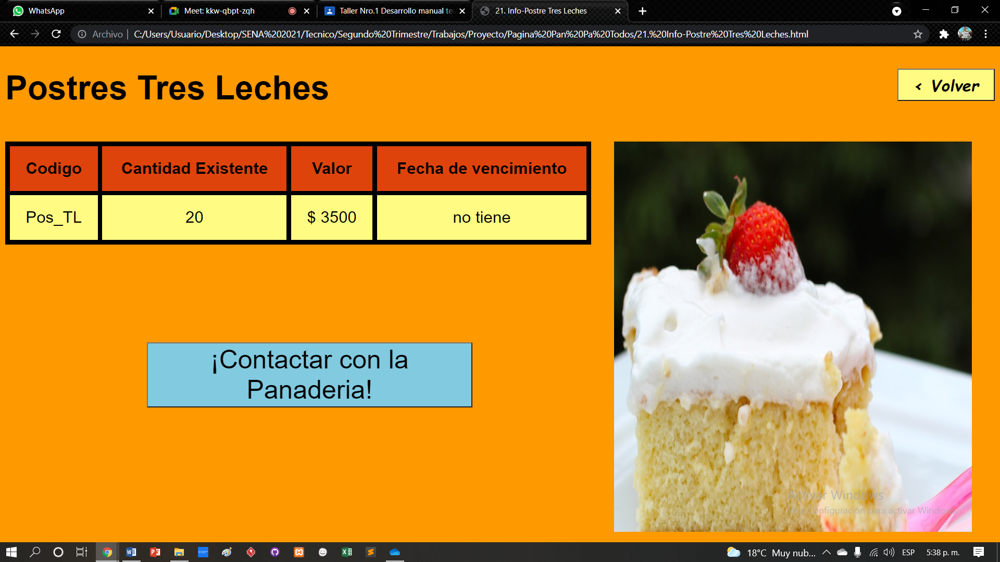 WhatsApp
Meet: kkw-qbpt-zqh
Taller Nro.1 Desarrollo manual te
21. Info-Postre Tres Leches
Archivo
C:/Users/Usuario/Desktop/SENA%202021/Tecnico/Segundo%20Trimestre/Trabajos/Proyecto/Pagina%20Pan%20Pa%20Todos/21.%20Info-Postre%20Tres%20Leches.html
Postres Tres Leches
< Volver
Codigo Cantidad Existente Valor Fecha de vencimiento
Pos_TL 20 $ 3500 no tiene
¡Contactar con la
Panaderia!
Activar Windows
Configuración para activar Windows.
18°C Muy nub... ESP 5:38 p. m.